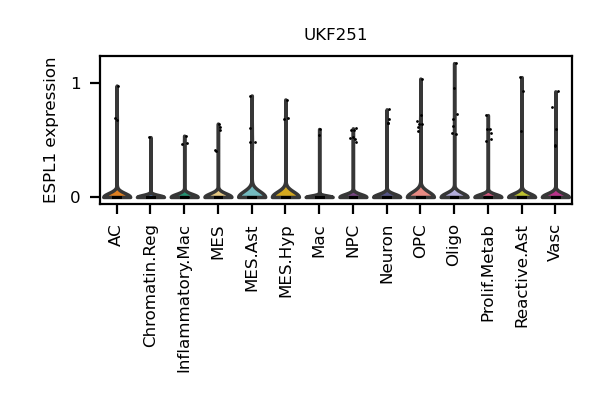 UKF251
ESPL1 expression
1
0
AC
Chromatin.Reg
Inflammatory.Mac
MES
MES.Ast
MES.Hyp
Mac
NPC
Neuron
OPC
Oligo
Prolif.Metab
Reactive.Ast
Vasc